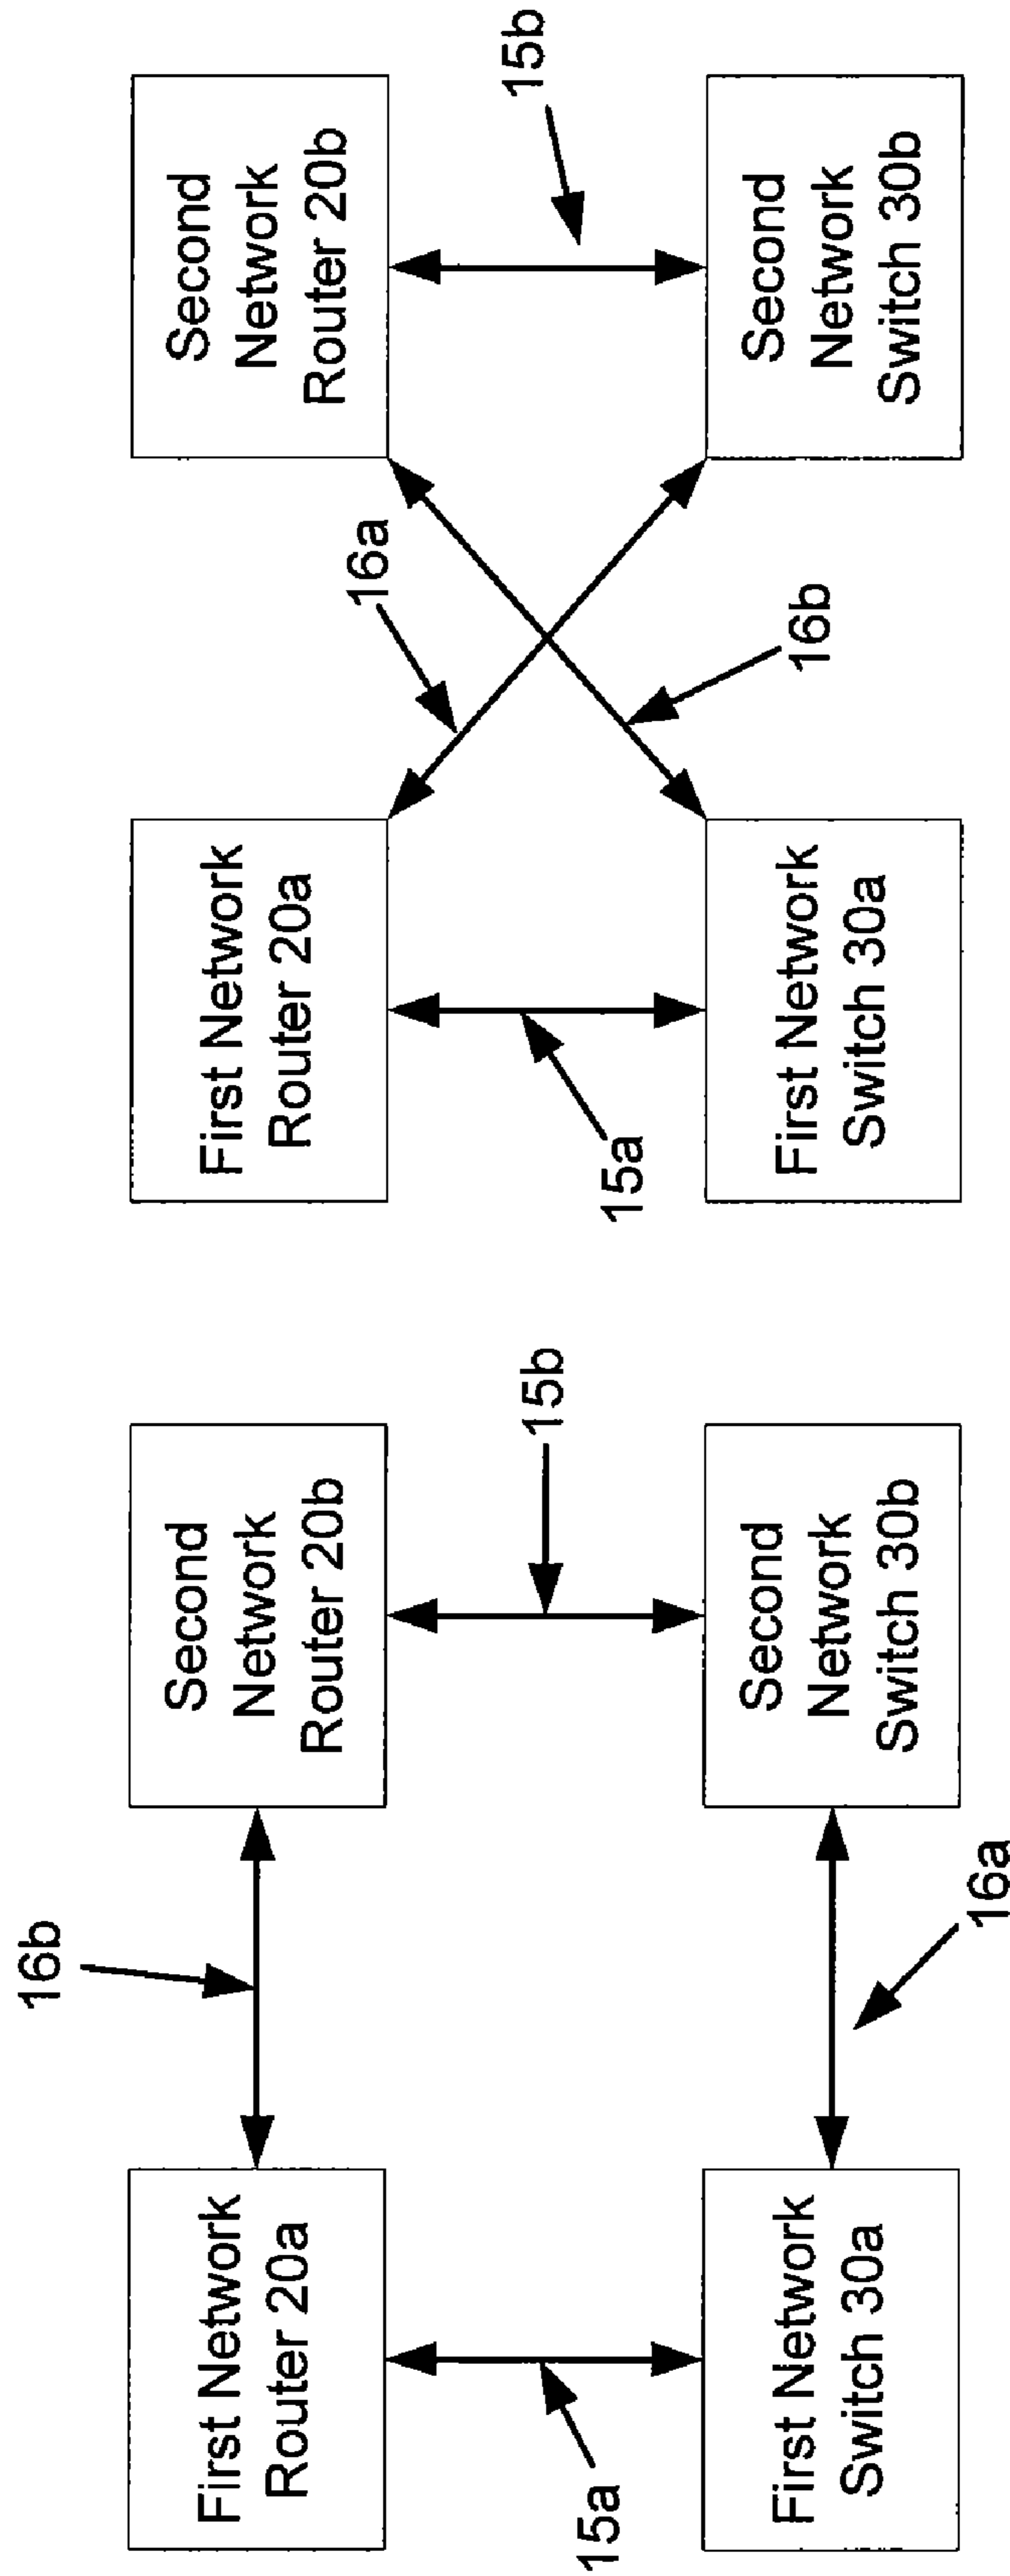 16b
First Network
Router 20a
Second
Network
Router 20b
15a
15b
First Network
Switch 30a
Second
Network
Switch 30b
16a
First Network
Router 20a
Second
Network
Router 20b
16a
15b
15a
16b
First Network
Switch 30a
Second
Network
Switch 30b